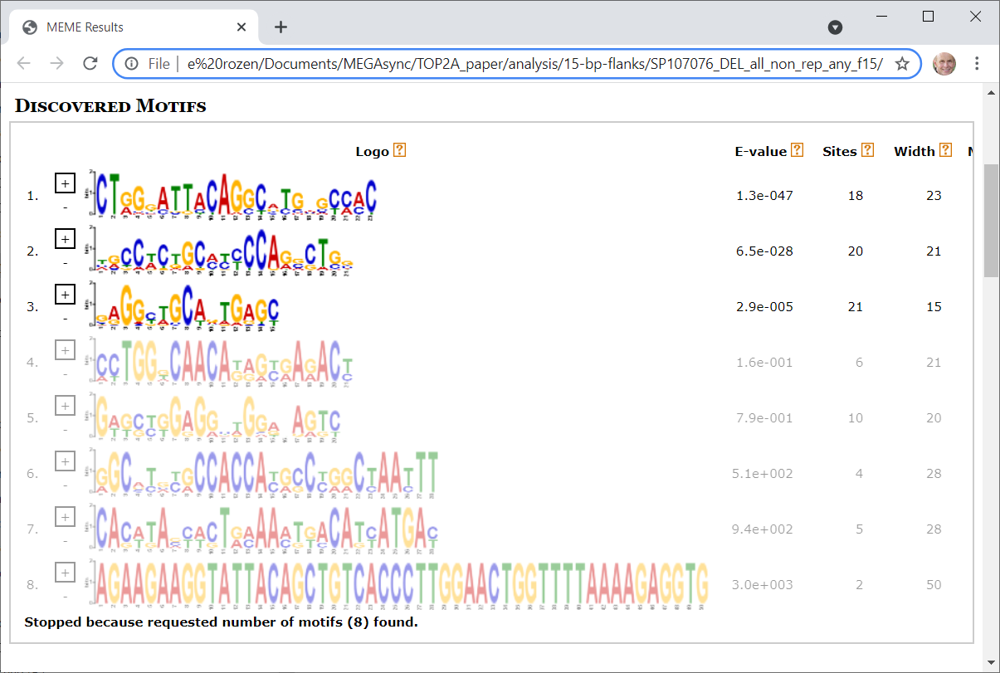 MEME Results
File e%20rozen/Documents/MEGAsync/TOP2A_paper/analysis/15-bp-flanks/SP107076_DEL_all_non_rep_any_f15/
Discovered Motifs
Logo ? E-value ? Sites ? Width ?
1. + - 1.3e-047 18 23
2. + - 6.5e-028 20 21
3. + - 2.9e-005 21 15
4. + - 1.6e-001 6 21
5. + - 7.9e-001 10 20
6. + - 5.1e+002 4 28
7. + - 9.4e+002 5 28
8. + - AGAAGAAGGTATTACAGCTGTCACCCTTGGAACTGGTTTTAAAAGAGGTG 3.0e+003 2 50
Stopped because requested number of motifs (8) found.